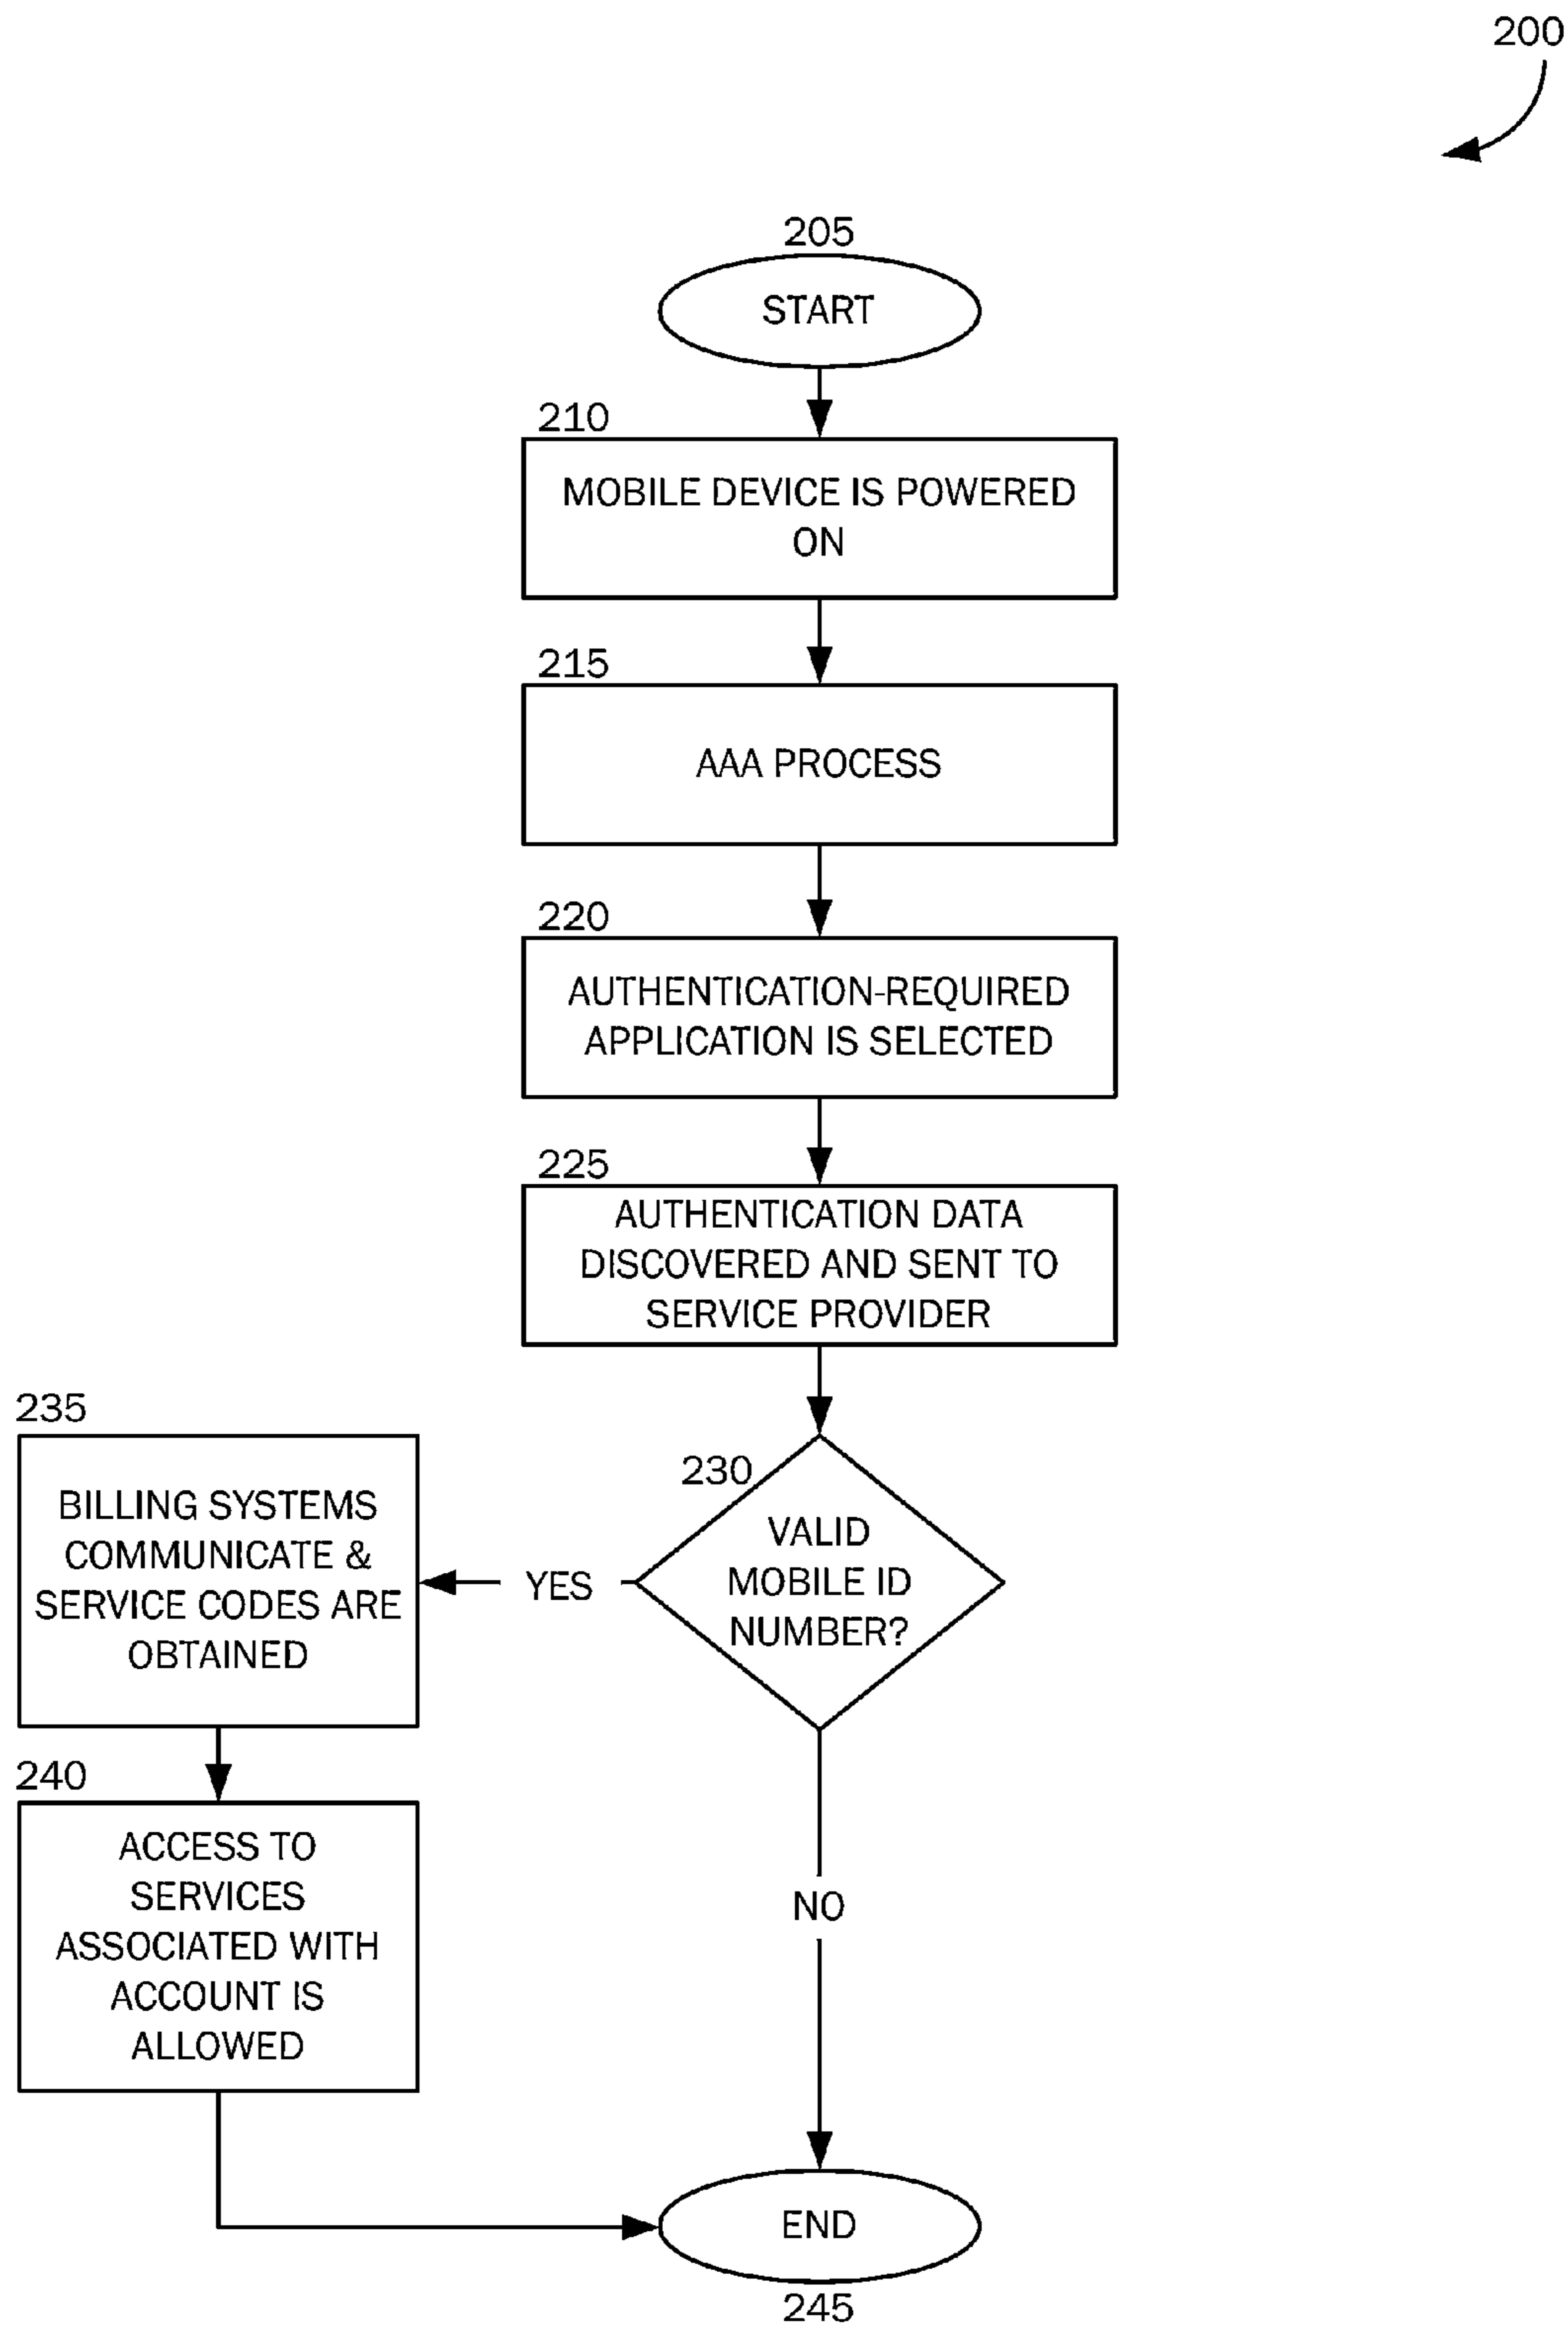 200
205
START
210
MOBILE DEVICE IS POWERED
ON
215
AAA PROCESS
220
AUTHENTICATION-REQUIRED
APPLICATION IS SELECTED
225
AUTHENTICATION DATA
DISCOVERED AND SENT TO
SERVICE PROVIDER
230
VALID
MOBILE ID
NUMBER?
YES
235
BILLING SYSTEMS
COMMUNICATE &
SERVICE CODES ARE
OBTAINED
240
ACCESS TO
SERVICES
ASSOCIATED WITH
ACCOUNT IS
ALLOWED
NO
END
245